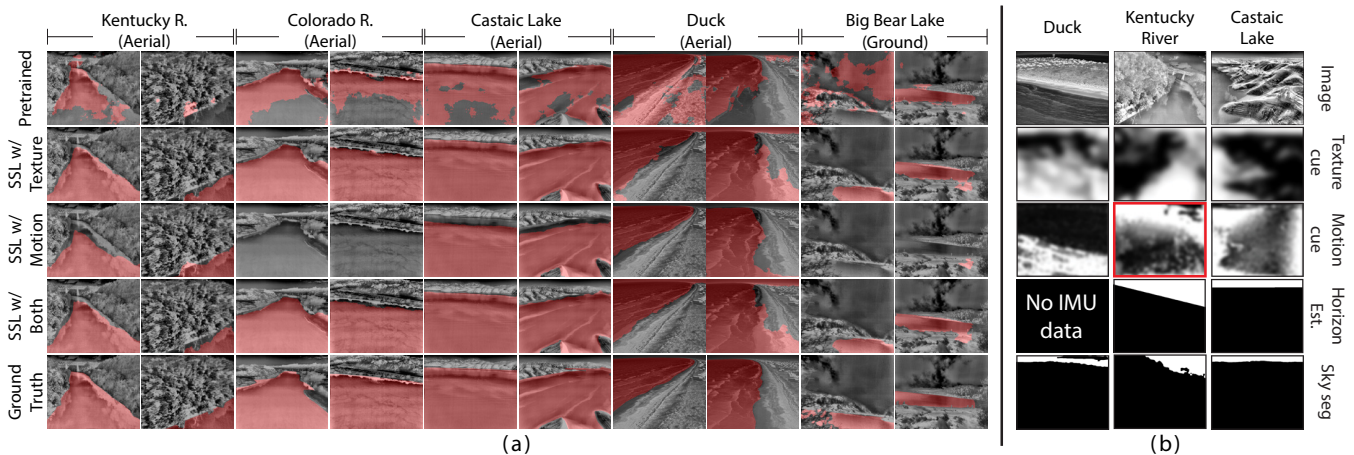 Kentucky R.
(Aerial)
Colorado R.
(Aerial)
Castaic Lake
(Aerial)
Duck
(Aerial)
Big Bear Lake
(Ground)
Pretrained
SSL w/
Texture
SSL w/
Motion
SSL w/
Both
Ground
Truth
(a)
Duck
Kentucky
River
Castaic
Lake
Image
Texture
cue
Motion
cue
No IMU
data
Horizon
Est.
Sky seg
(b)